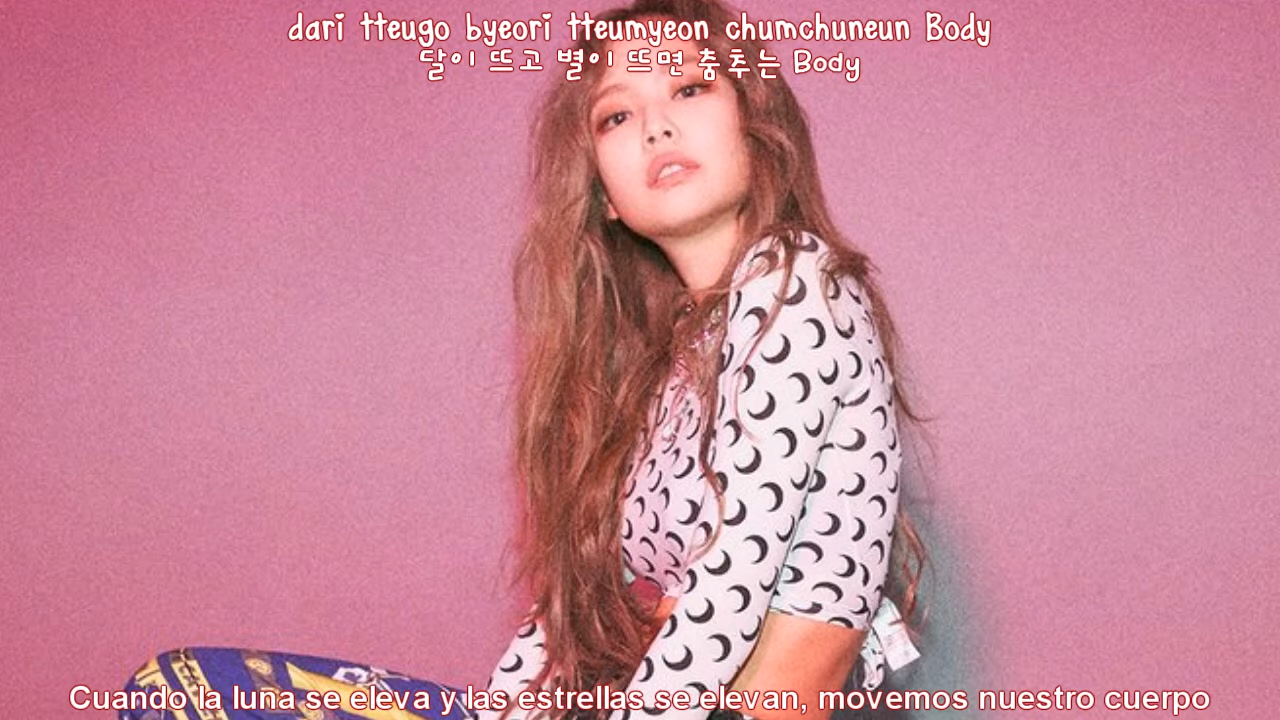 dari tteugo byeori tteumyeon chumchuneun Body
달이 뜨고 별이 뜨면 춤추는 Body
Cuando la luna se eleva y las estrellas se elevan, movemos nuestro cuerpo